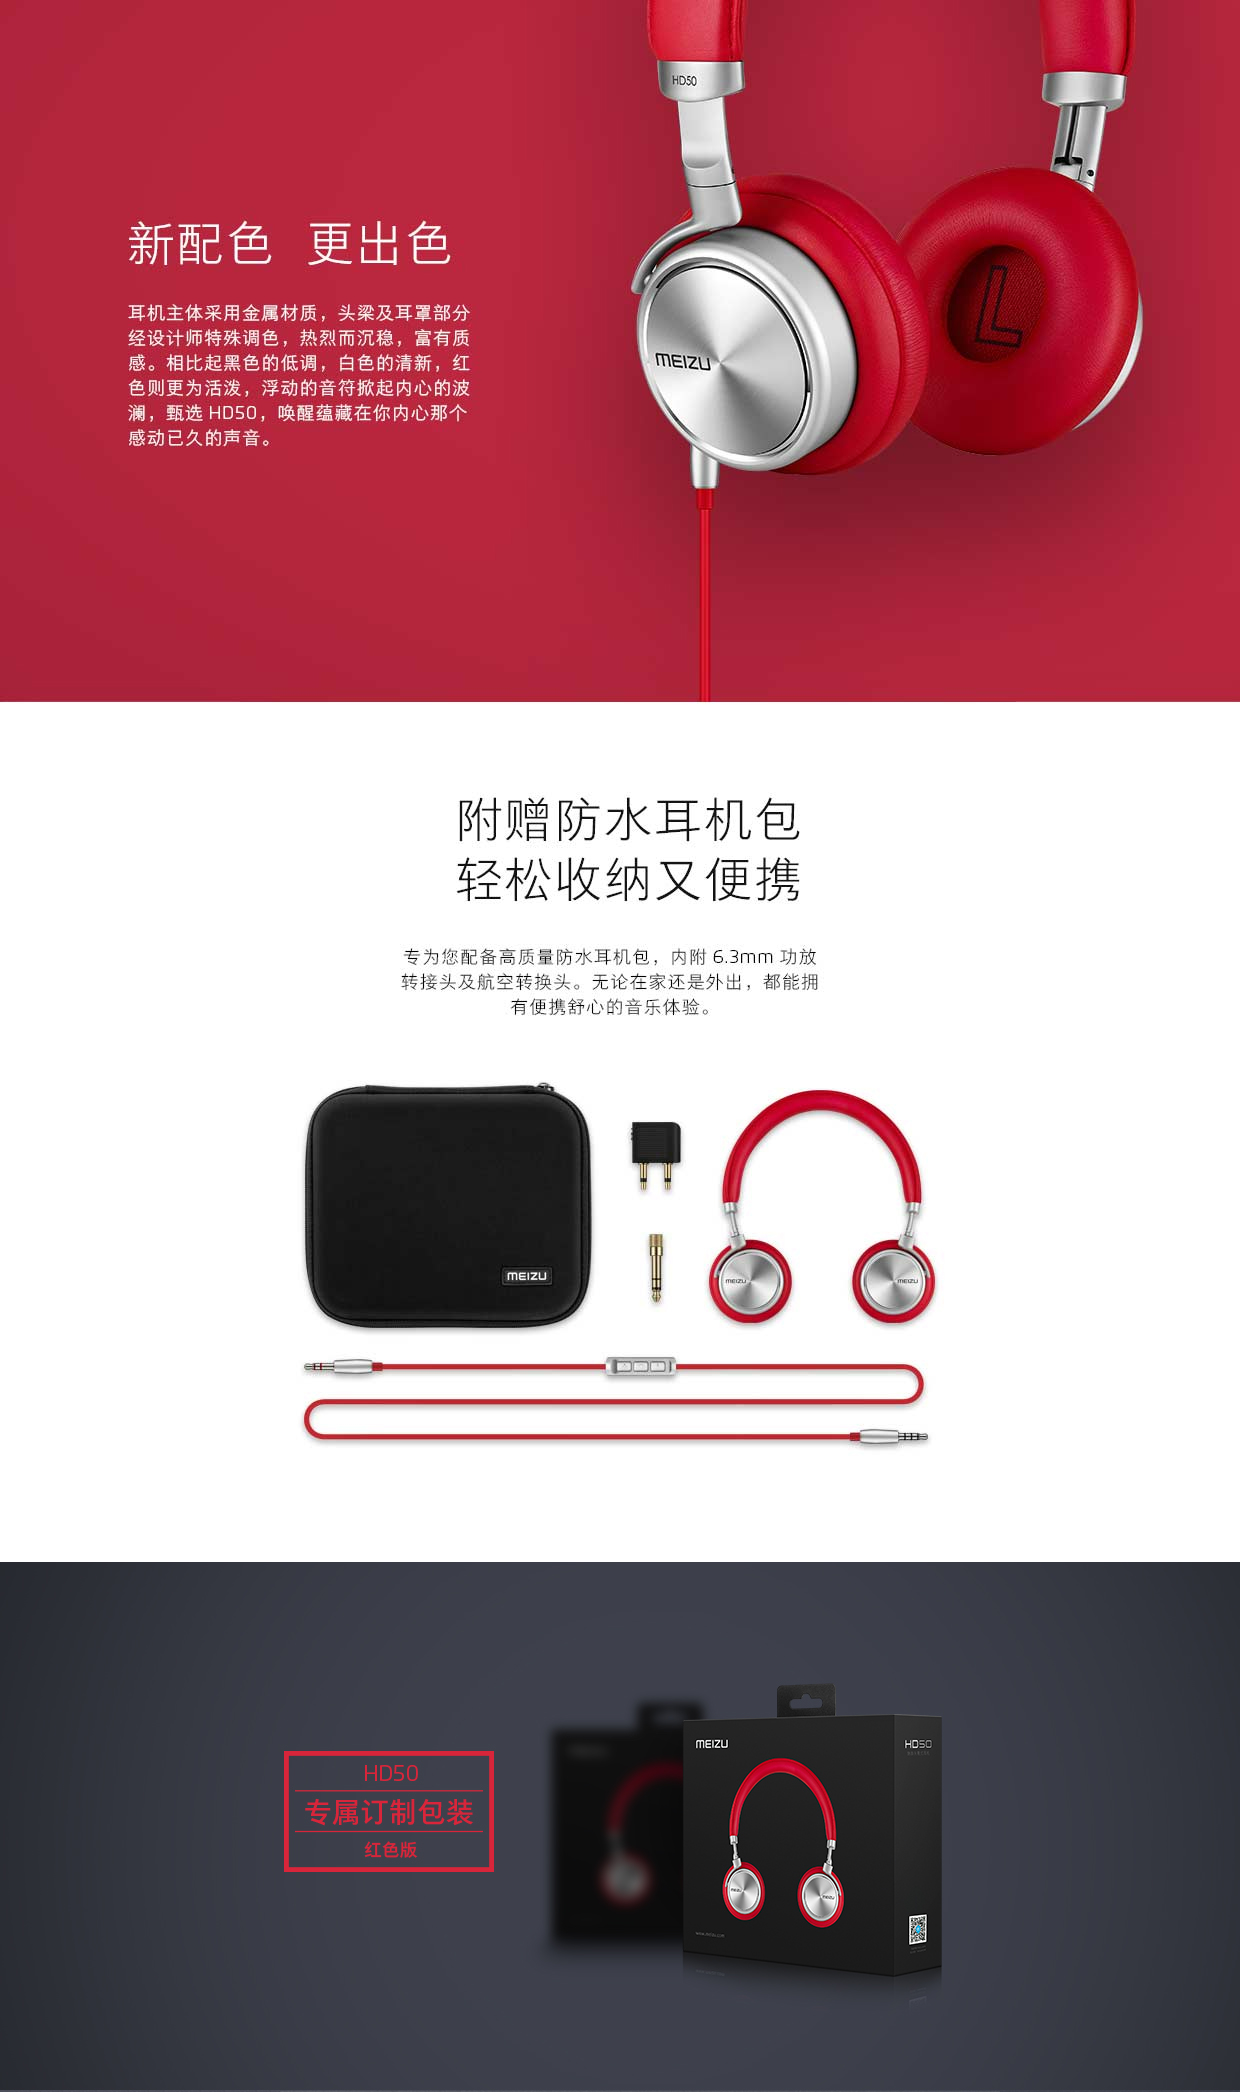 HD50
新配色 更出色
耳机主体采用金属材质，头梁及耳罩部分
经设计师特殊调色，热烈而沉稳，富有质
感。相比起黑色的低调，白色的清新，红
色则更为活泼，浮动的音符掀起内心的波
澜，甄选 HD50，唤醒蕴藏在你内心那个
感动已久的声音。
MEIZU
L
附赠防水耳机包
轻松收纳又便携
专为您配备高质量防水耳机包，内附 6.3mm 功放
转接头及航空转换头。无论在家还是外出，都能拥
有便携舒心的音乐体验。
MEIZU
MEIZU
MEIZU
HD50
专属订制包装
红色版
MEIZU
HD50
MEIZU
MEIZU